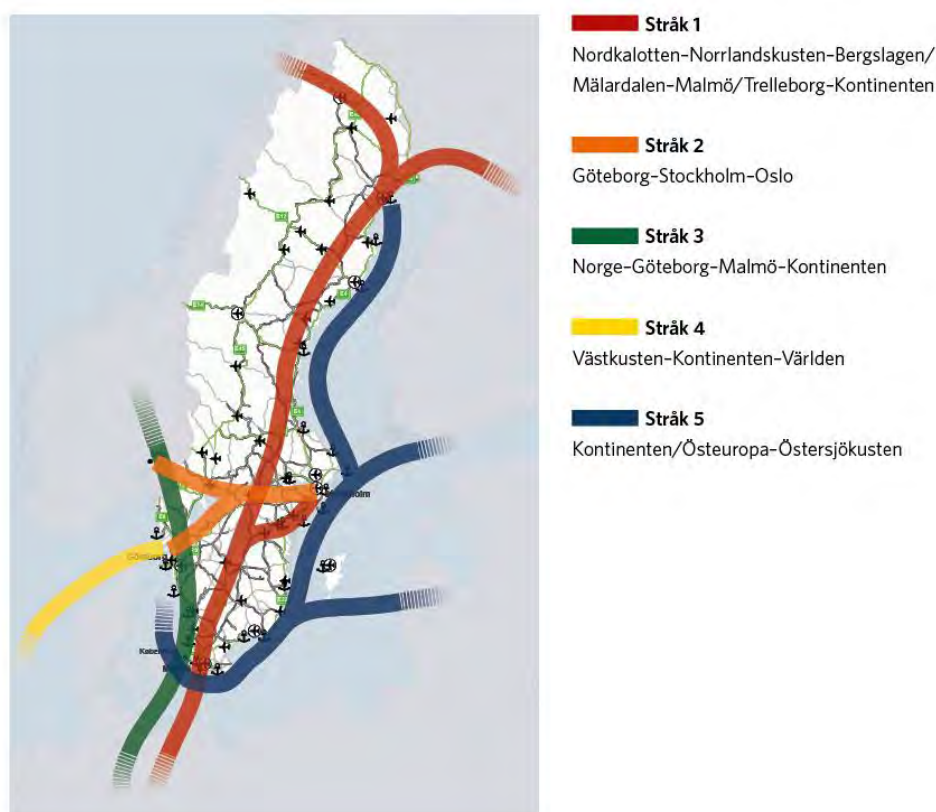 Stråk 1
Nordkalotten-Norrlandskusten-Bergslagen/
Mälardalen-Malmö/Trelleborg-Kontinenten
Stråk 2
Göteborg-Stockholm-Oslo
Stråk 3
Norge-Göteborg-Malmö-Kontinenten
Stråk 4
Västkusten-Kontinenten-Världen
Stråk 5
Kontinenten/Östeuropa-Östersjökusten